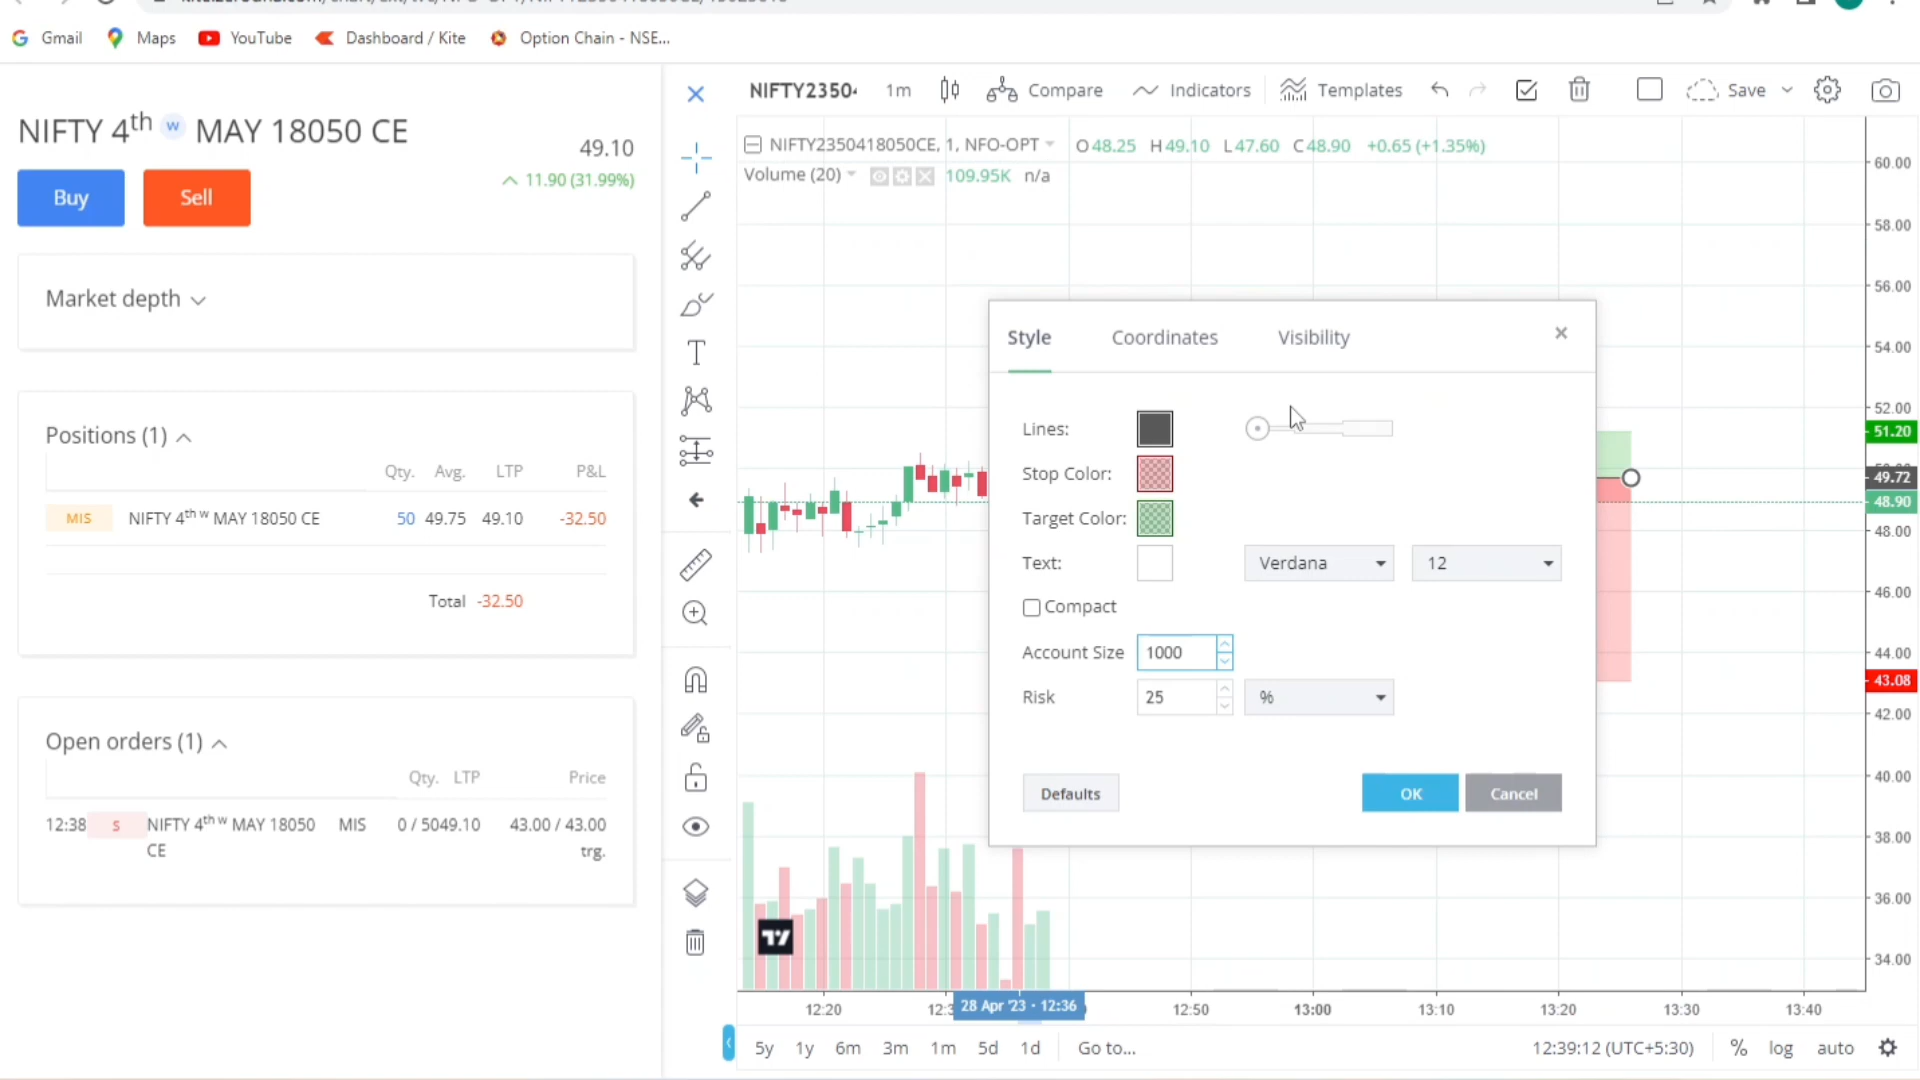 Gmail Maps YouTube Dashboard / Kite Option Chain - NSE...
NIFTY 4th w MAY 18050 CE
49.10
11.90 (31.99%)
Buy Sell
Market depth
Positions (1)
Qty. Avg. LTP P&L
MIS NIFTY 4th w MAY 18050 CE 50 49.75 49.10 -32.50
Total -32.50
Open orders (1)
Qty. LTP Price
12:38 S NIFTY 4th w MAY 18050 MIS 0 / 5049.10 43.00 / 43.00
CE trg.
NIFTY2350 1m Compare Indicators Templates Save
NIFTY2350418050CE, 1, NFO-OPT O48.25 H49.10 L47.60 C48.90 +0.65 (+1.35%)
Volume (20) 109.95K n/a
Style Coordinates Visibility
Lines:
Stop Color:
Target Color:
Text: Verdana 12
Compact
Account Size 1000
Risk 25 %
Defaults OK Cancel
60.00
58.00
56.00
54.00
52.00
51.20
49.72
48.90
48.00
46.00
44.00
43.08
42.00
40.00
38.00
36.00
34.00
12:20 12:3 28 Apr '23 • 12:36 12:50 13:00 13:10 13:20 13:30 13:40
5y 1y 6m 3m 1m 5d 1d Go to... 12:39:12 (UTC+5:30) % log auto